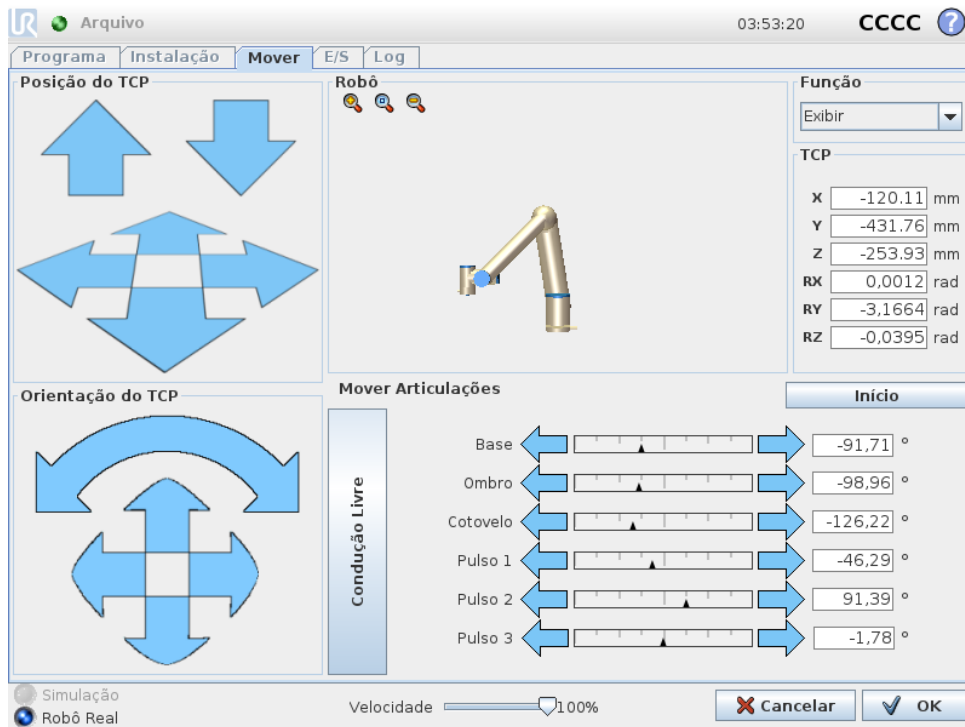 UR Arquivo 03:53:20 CCCC ?
Programa Instalação Mover E/S Log
Posição do TCP
Robô
Função
Exibir
TCP
X -120.11 mm
Y -431.76 mm
Z -253.93 mm
RX 0,0012 rad
RY -3,1664 rad
RZ -0,0395 rad
Orientação do TCP
Mover Articulações
Início
Condução Livre
Base -91,71 °
Ombro -98,96 °
Cotovelo -126,22 °
Pulso 1 -46,29 °
Pulso 2 91,39 °
Pulso 3 -1,78 °
Simulação
Robô Real
Velocidade 100%
Cancelar
OK